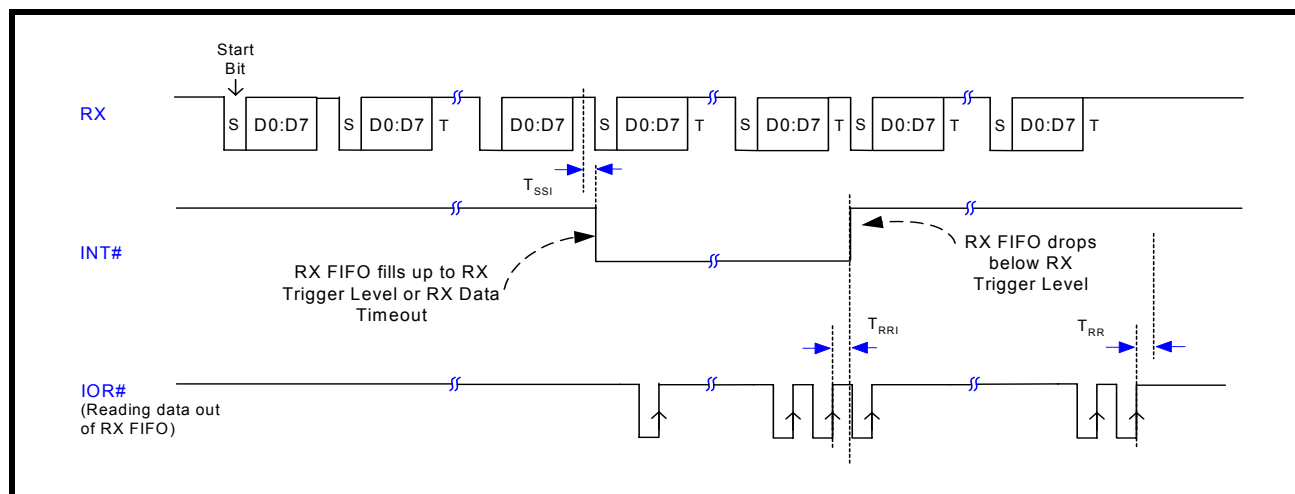 Start
Bit
RX
S D0:D7 S D0:D7 T D0:D7 S D0:D7 T S D0:D7 T S D0:D7 T S D0:D7 T
TSSI
INT#
RX FIFO fills up to RX
Trigger Level or RX Data
Timeout
RX FIFO drops
below RX
Trigger Level
TRRI
TRR
IOR#
(Reading data out
of RX FIFO)